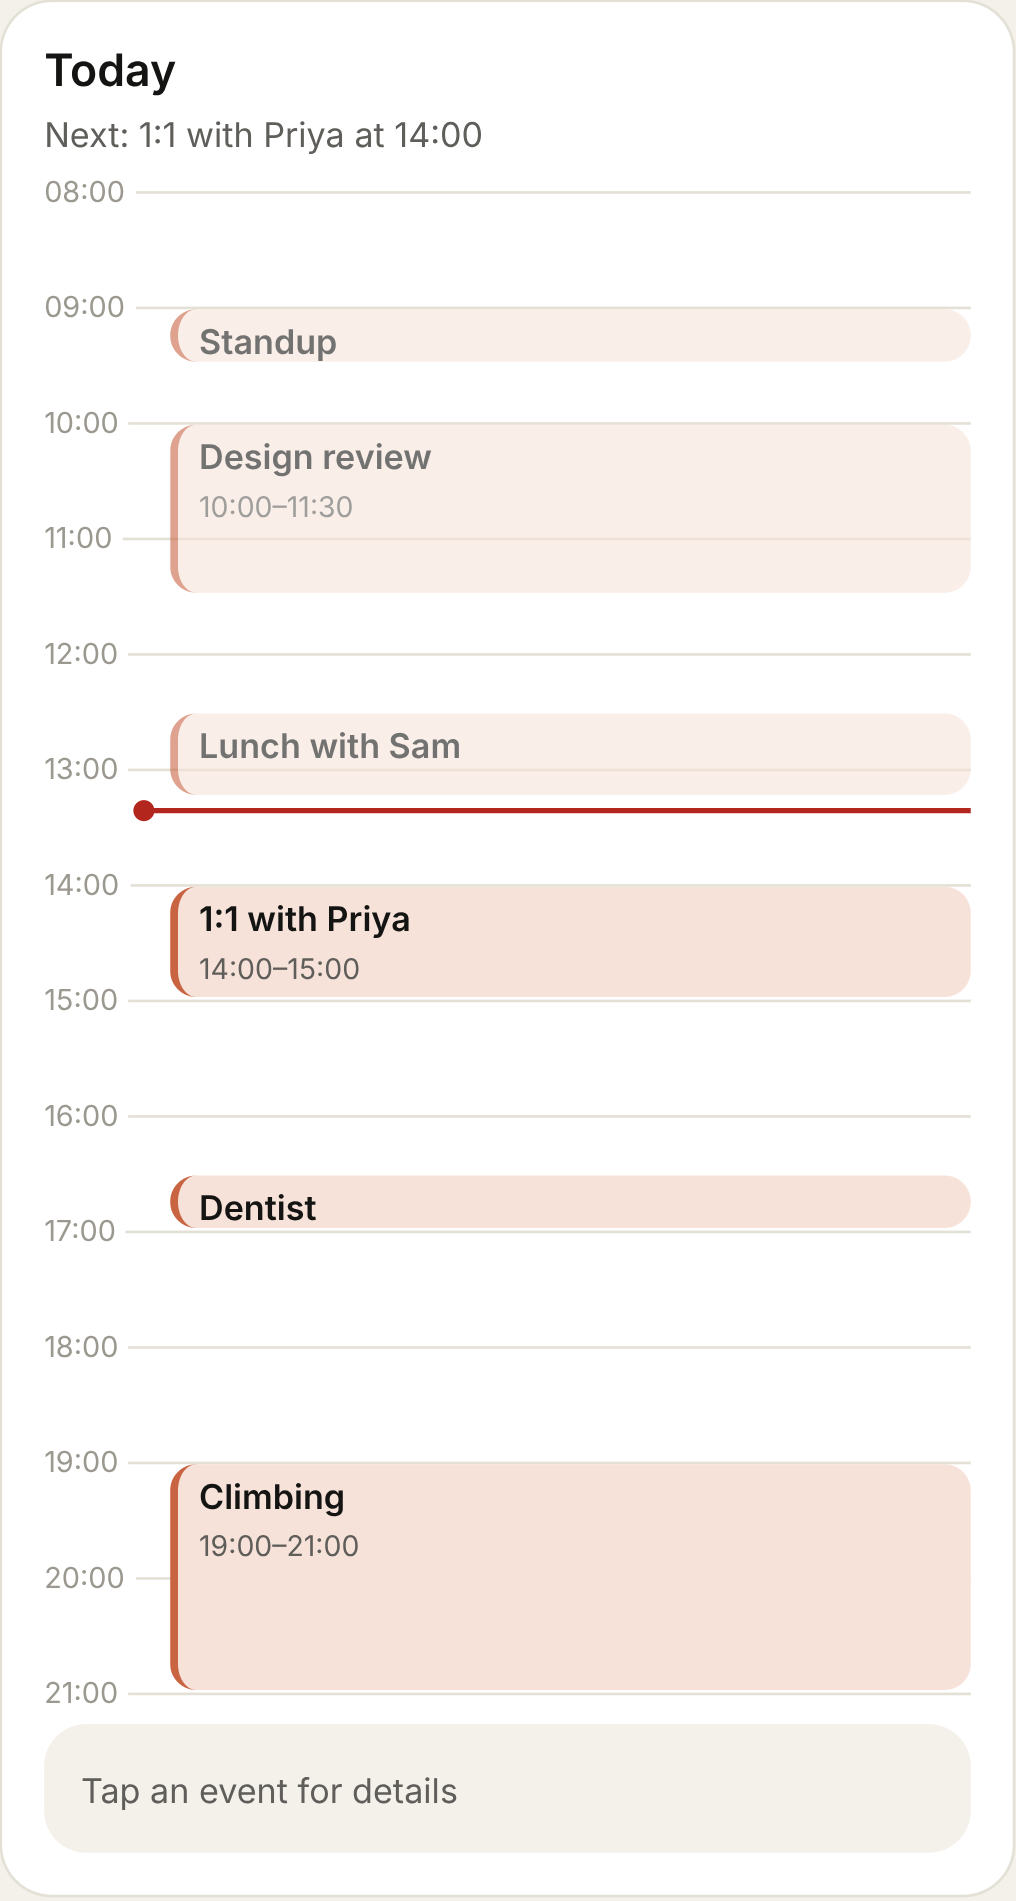 Today
Next: 1:1 with Priya at 14:00
08:00
09:00
Standup
10:00
Design review
10:00–11:30
11:00
12:00
Lunch with Sam
13:00
14:00
1:1 with Priya
14:00–15:00
15:00
16:00
Dentist
17:00
18:00
19:00
Climbing
19:00–21:00
20:00
21:00
Tap an event for details